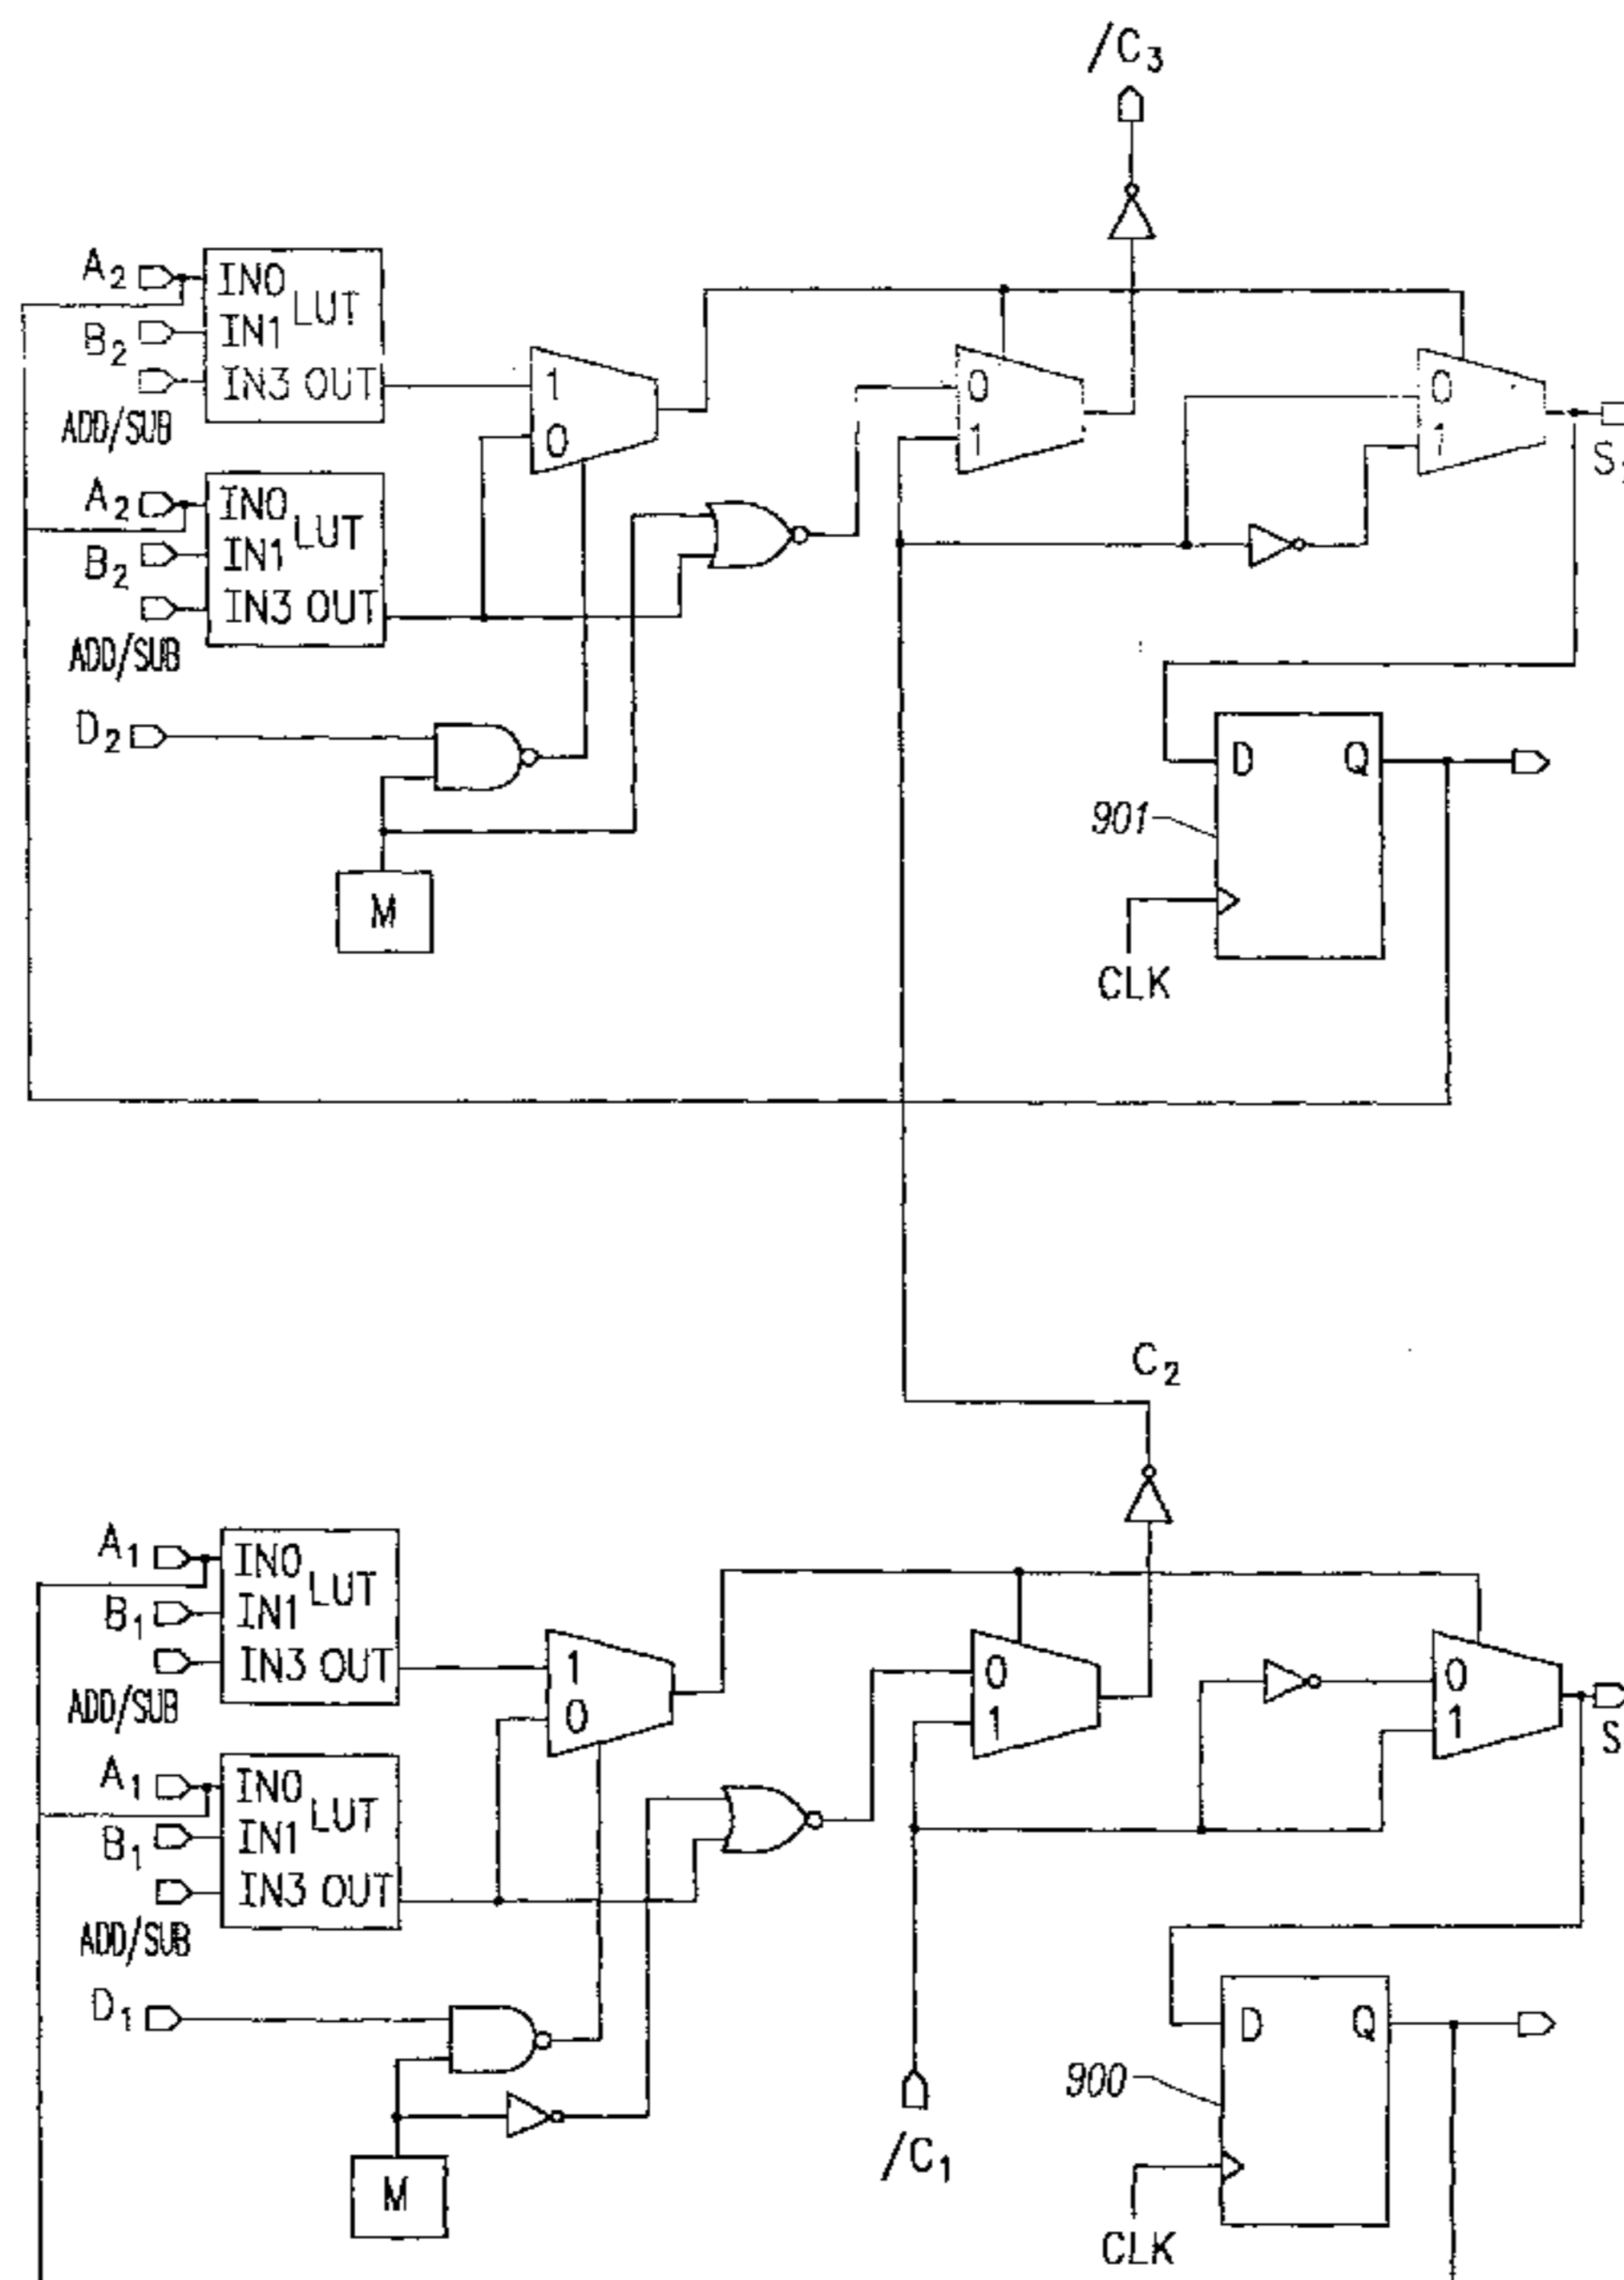 /C3
A2
IN0
LUT
B2
IN1
IN3 OUT
ADD/SUB
1
0
0
1
0
1
S
A2
IN0
LUT
B2
IN1
IN3 OUT
ADD/SUB
D2
M
D Q
901
CLK
C2
A1
IN0
LUT
B1
IN1
IN3 OUT
ADD/SUB
1
0
0
1
0
1
S
A1
IN0
LUT
B1
IN1
IN3 OUT
ADD/SUB
D1
M
/C1
D Q
900
CLK